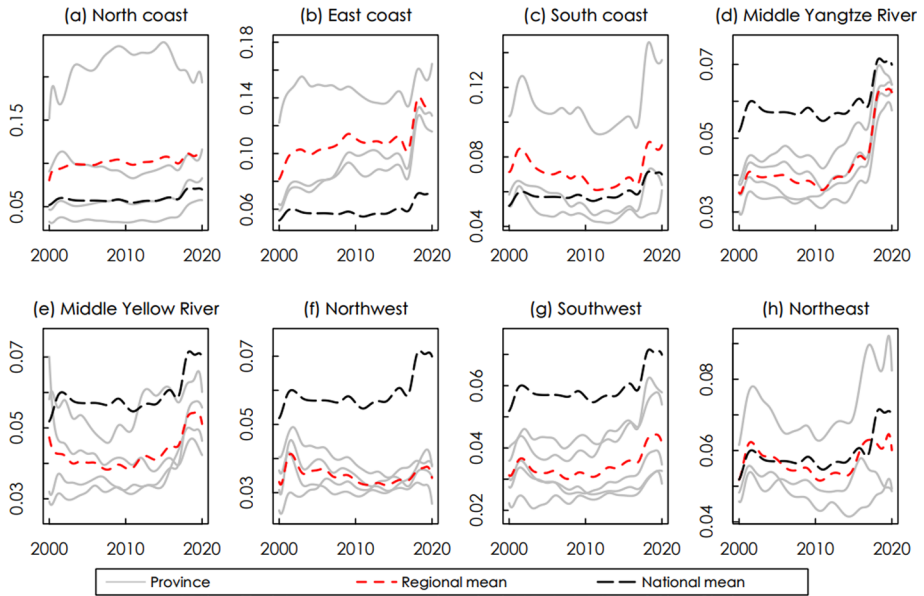 (a) North coast (b) East coast (c) South coast (d) Middle Yangtze River
0.05 0.15
0.06 0.10 0.14 0.18
0.04 0.08 0.12
0.03 0.05 0.07
2000 2010 2020 2000 2010 2020 2000 2010 2020 2000 2010 2020
(e) Middle Yellow River (f) Northwest (g) Southwest (h) Northeast
0.03 0.05 0.07
0.03 0.05 0.07
0.02 0.04 0.06
0.04 0.06 0.08
2000 2010 2020 2000 2010 2020 2000 2010 2020 2000 2010 2020
Province Regional mean National mean